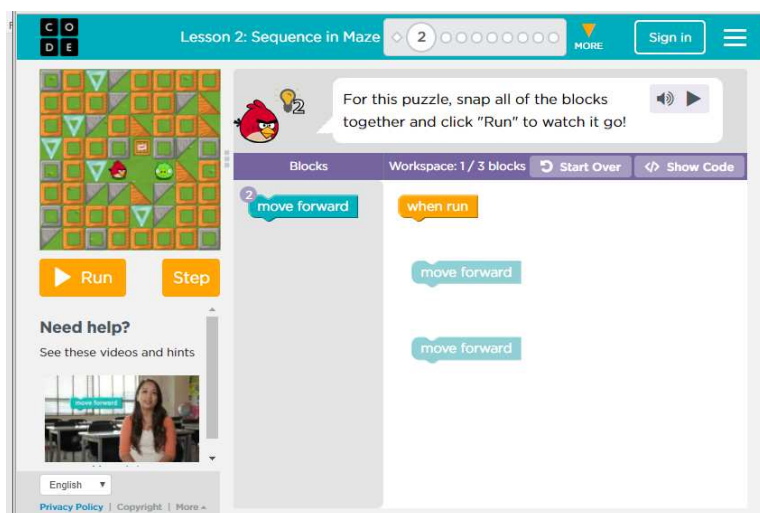 C O
D E
Lesson 2: Sequence in Maze
2
MORE
Sign in
2
For this puzzle, snap all of the blocks
together and click "Run" to watch it go!
Blocks
Workspace: 1 / 3 blocks
Start Over
</> Show Code
2
move forward
when run
move forward
move forward
Run
Step
Need help?
See these videos and hints
move forward
English
Privacy Policy | Copyright | More